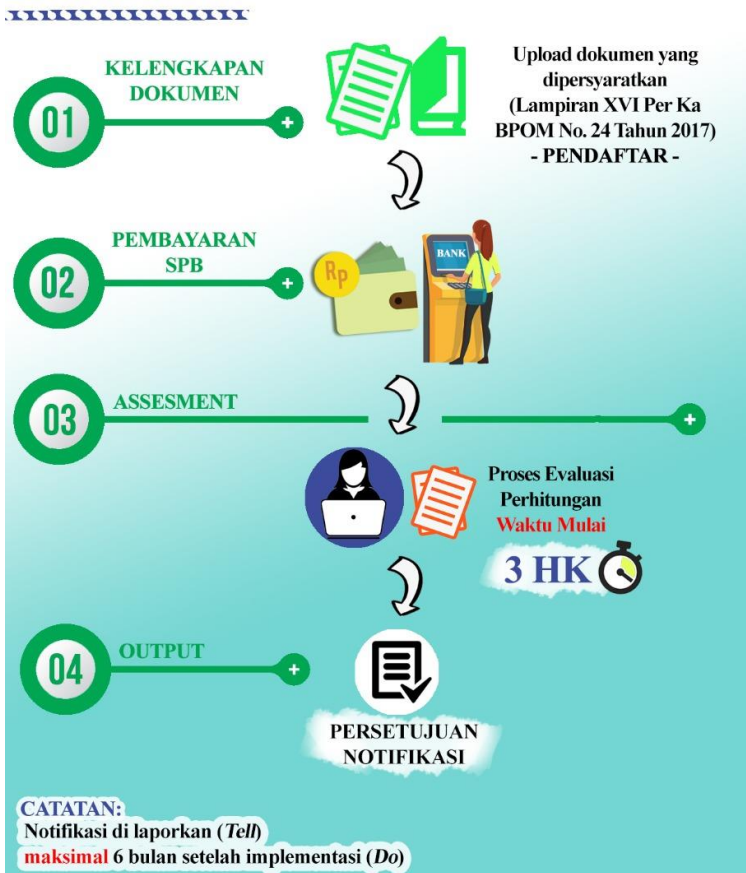 01
KELENGKAPAN
DOKUMEN
Upload dokumen yang
dipersyaratkan
(Lampiran XVI Per Ka
BPOM No. 24 Tahun 2017)
- PENDAFTAR -
02
PEMBAYARAN
SPB
Rp
BANK
03
ASSESMENT
Proses Evaluasi
Perhitungan
Waktu Mulai
3 HK
04
OUTPUT
PERSETUJUAN
NOTIFIKASI
CATATAN:
Notifikasi di laporkan (Tell)
maksimal 6 bulan setelah implementasi (Do)